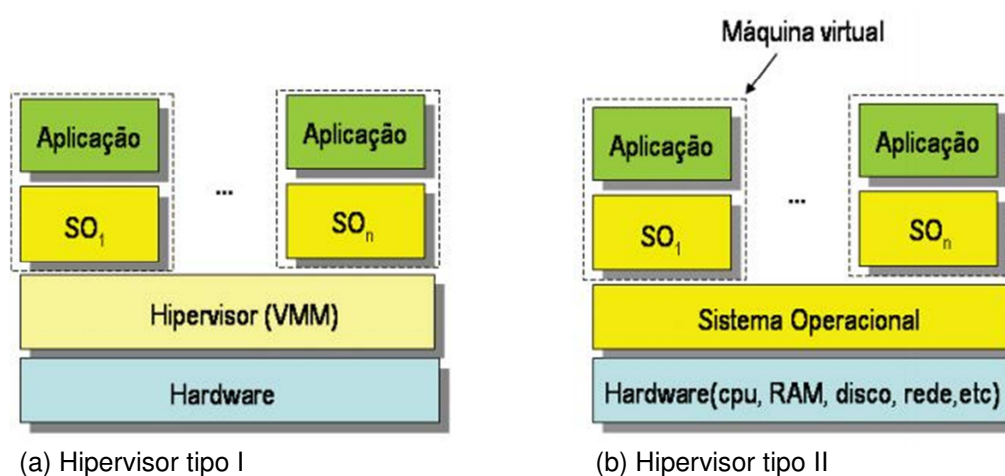 Máquina virtual
Aplicação
Aplicação
SO1
...
SOn
Hipervisor (VMM)
Hardware
(a) Hipervisor tipo I
Aplicação
Aplicação
SO1
...
SOn
Sistema Operacional
Hardware(cpu, RAM, disco, rede,etc)
(b) Hipervisor tipo II